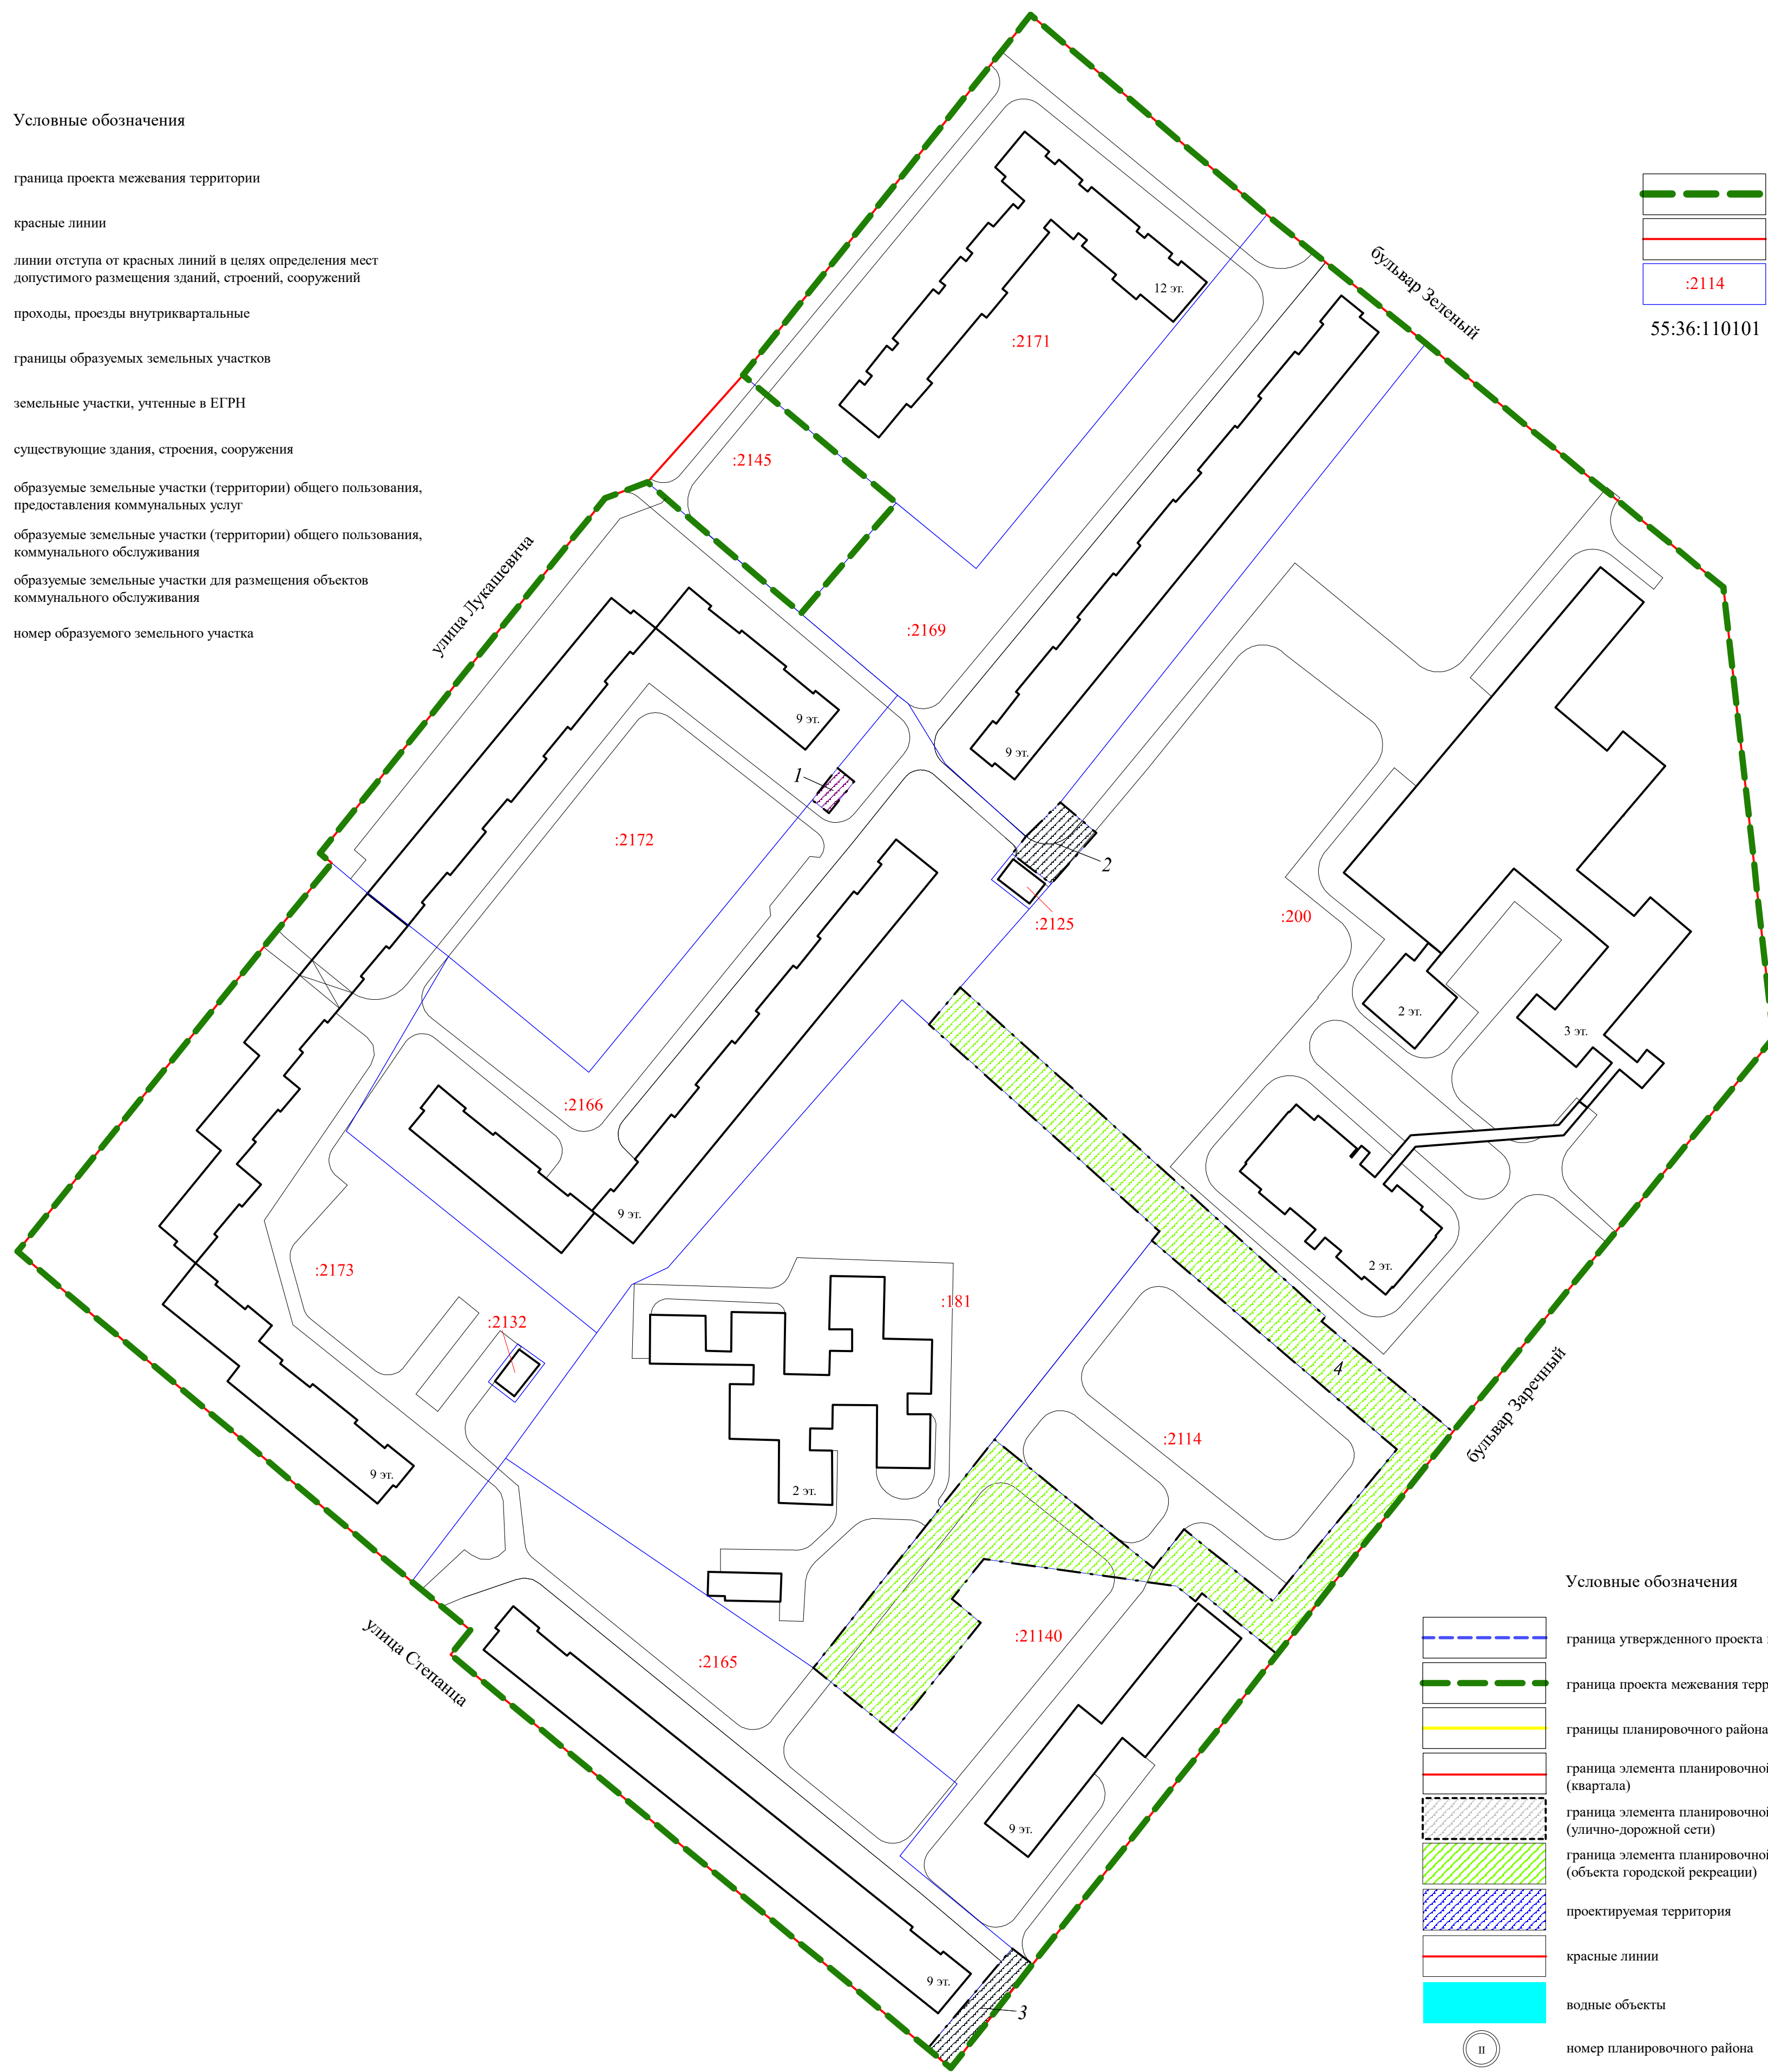 Условные обозначения
граница проекта межевания территории
красные линии
линии отступа от красных линий в целях определения мест
допустимого размещения зданий, строений, сооружений
проходы, проезды внутриквартальные
границы образуемых земельных участков
земельные участки, учтенные в ЕГРН
существующие здания, строения, сооружения
образуемые земельные участки (территории) общего пользования,
предоставления коммунальных услуг
образуемые земельные участки (территории) общего пользования,
коммунального обслуживания
образуемые земельные участки для размещения объектов
коммунального обслуживания
номер образуемого земельного участка
:2114
55:36:110101
бульвар Зеленый
12 эт.
:2171
:2145
улица Лукашевича
:2169
9 эт.
9 эт.
1
:2172
2
:2125
:200
2 эт.
3 эт.
:2166
9 эт.
2 эт.
:2173
:2132
:181
4
бульвар Заречный
:2114
9 эт.
2 эт.
улица Степанца
:2165
:21140
9 эт.
9 эт.
3
Условные обозначения
граница утвержденного проекта
граница проекта межевания терр
границы планировочного района
граница элемента планировочной
(квартала)
граница элемента планировочной
(улично-дорожной сети)
граница элемента планировочной
(объекта городской рекреации)
проектируемая территория
красные линии
водные объекты
II
номер планировочного района